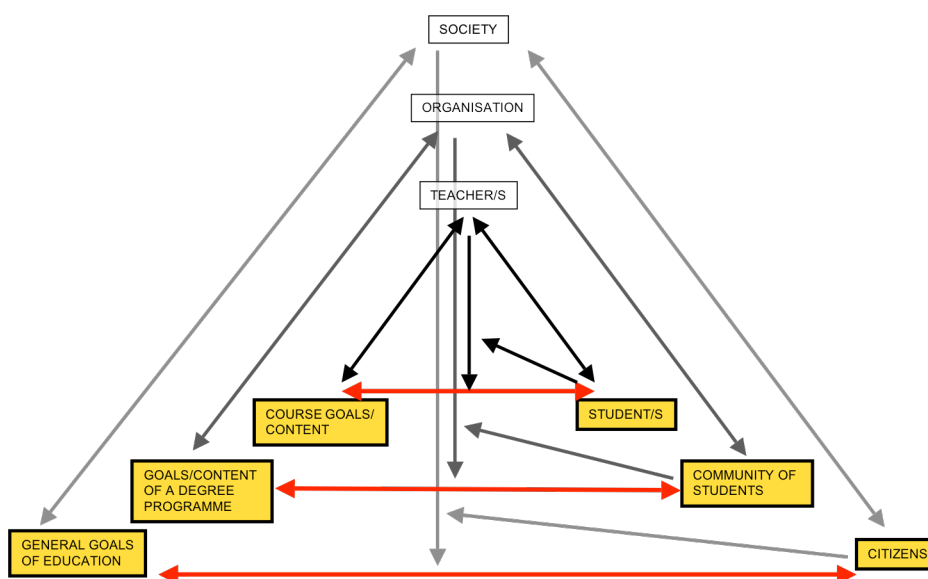 SOCIETY
ORGANISATION
TEACHER/S
COURSE GOALS/
CONTENT
STUDENT/S
GOALS/CONTENT
OF A DEGREE
PROGRAMME
COMMUNITY OF
STUDENTS
GENERAL GOALS
OF EDUCATION
CITIZENS